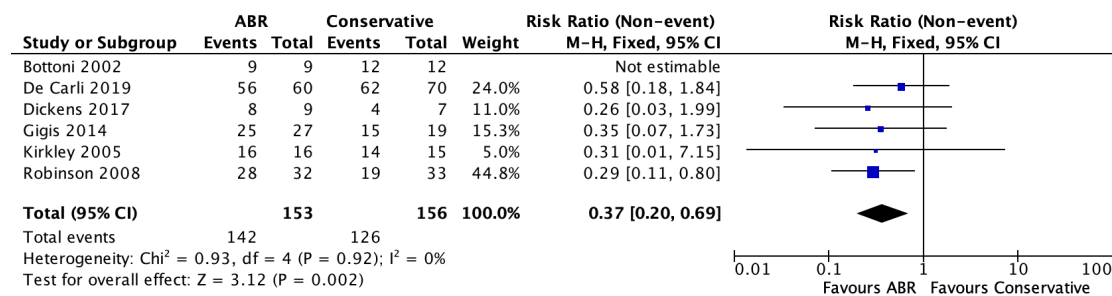 ABR Conservative Risk Ratio (Non-event) Risk Ratio (Non-event)
Study or Subgroup Events Total Events Total Weight M-H, Fixed, 95% CI M-H, Fixed, 95% CI
Bottoni 2002 9 9 12 12 Not estimable
De Carli 2019 56 60 62 70 24.0% 0.58 [0.18, 1.84]
Dickens 2017 8 9 4 7 11.0% 0.26 [0.03, 1.99]
Gigis 2014 25 27 15 19 15.3% 0.35 [0.07, 1.73]
Kirkley 2005 16 16 14 15 5.0% 0.31 [0.01, 7.15]
Robinson 2008 28 32 19 33 44.8% 0.29 [0.11, 0.80]
Total (95% CI) 153 156 100.0% 0.37 [0.20, 0.69]
Total events 142 126
Heterogeneity: Chi² = 0.93, df = 4 (P = 0.92); I² = 0%
Test for overall effect: Z = 3.12 (P = 0.002)
0.01 0.1 1 10 100
Favours ABR Favours Conservative